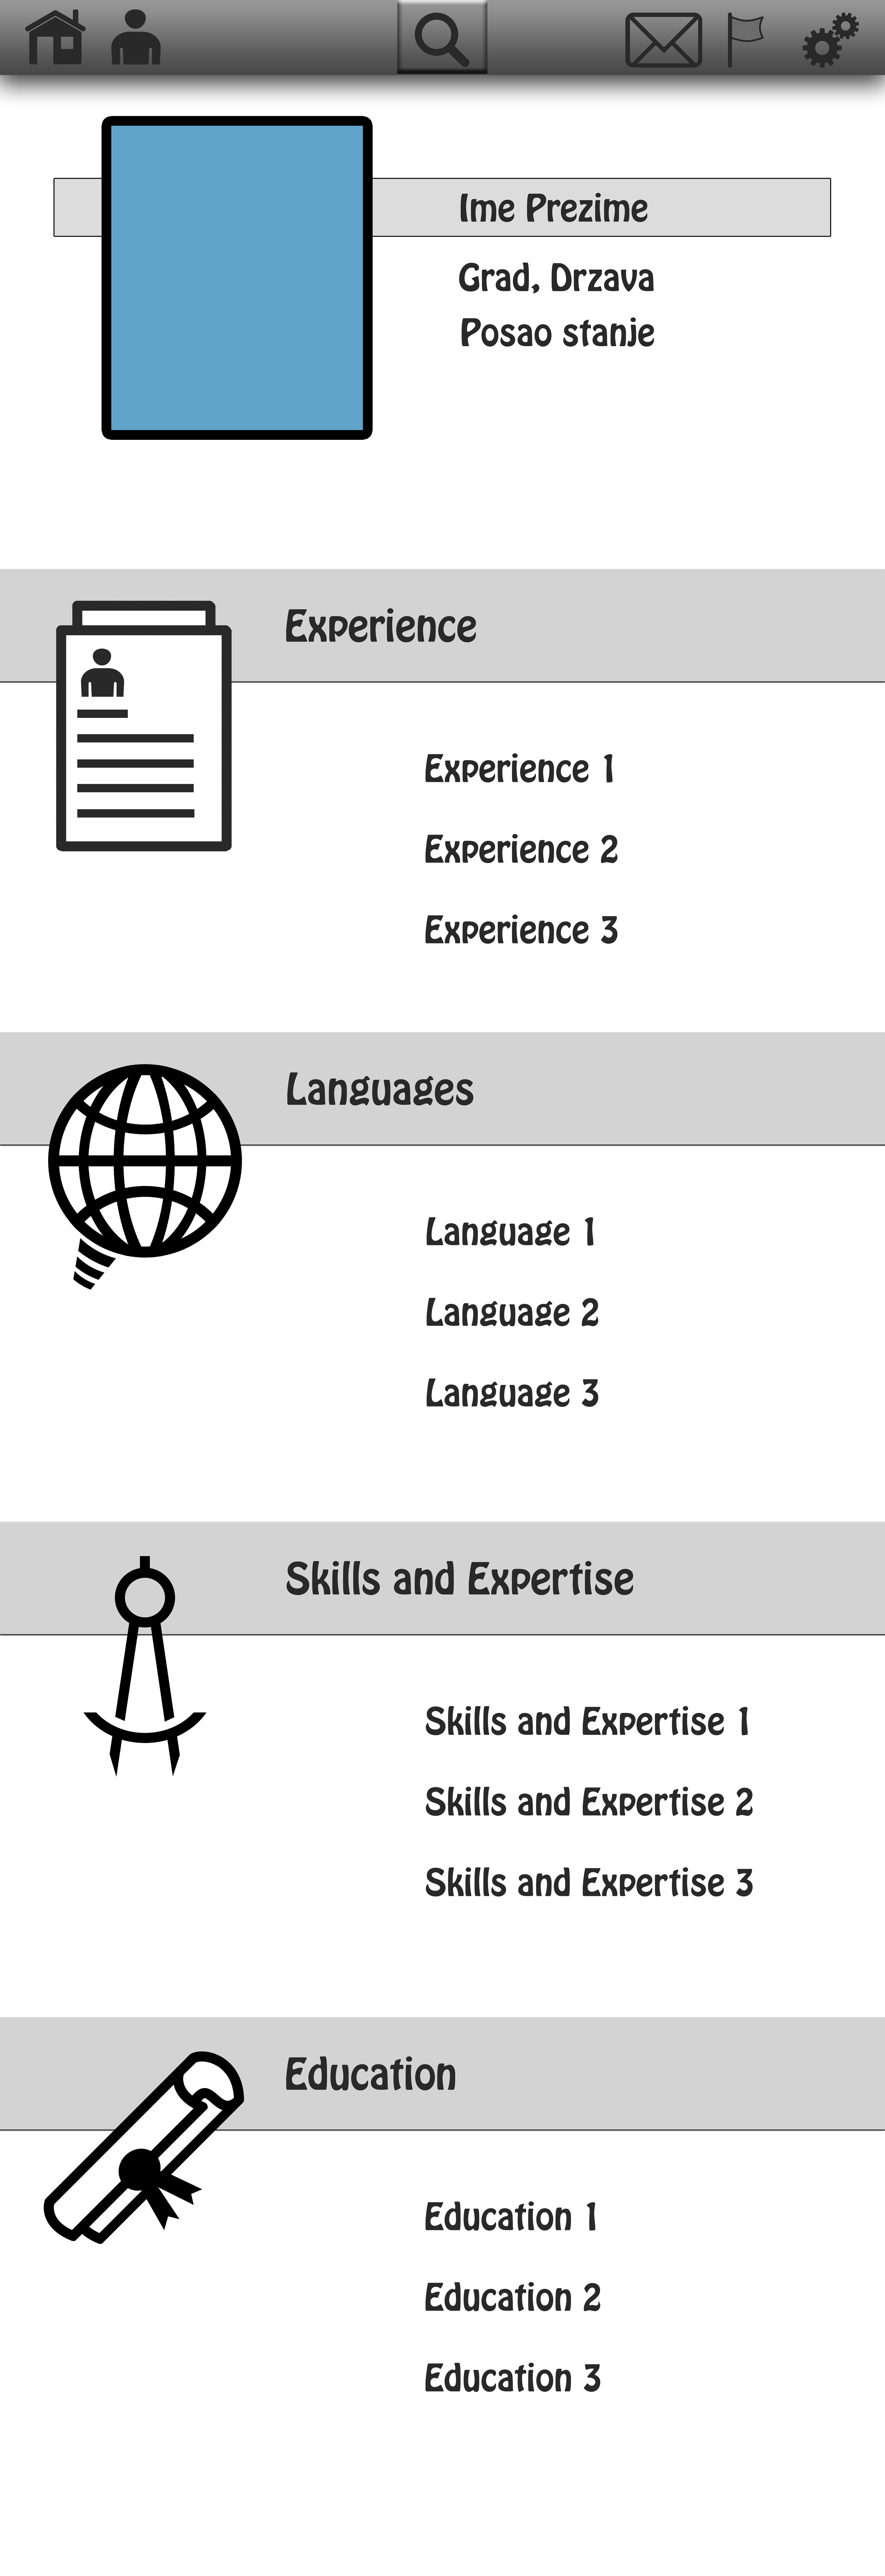 Ime Prezime
Grad, Drzava
Posao stanje
Experience
Experience 1
Experience 2
Experience 3
Languages
Language 1
Language 2
Language 3
Skills and Expertise
Skills and Expertise 1
Skills and Expertise 2
Skills and Expertise 3
Education
Education 1
Education 2
Education 3